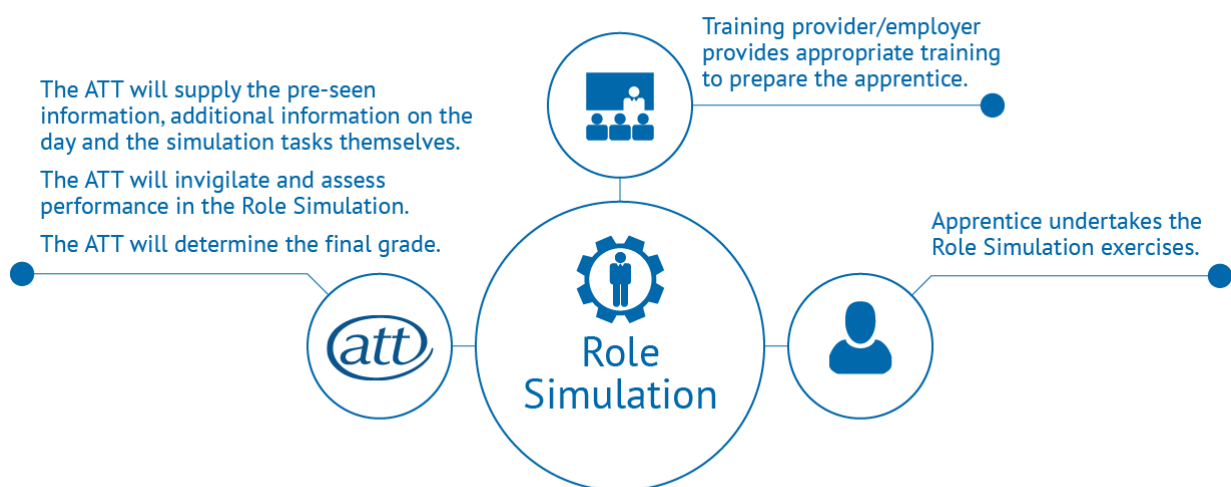 Training provider/employer
provides appropriate training
to prepare the apprentice.
The ATT will supply the pre-seen
information, additional information on the
day and the simulation tasks themselves.
The ATT will invigilate and assess
performance in the Role Simulation.
The ATT will determine the final grade.
Apprentice undertakes the
Role Simulation exercises.
att
Role
Simulation